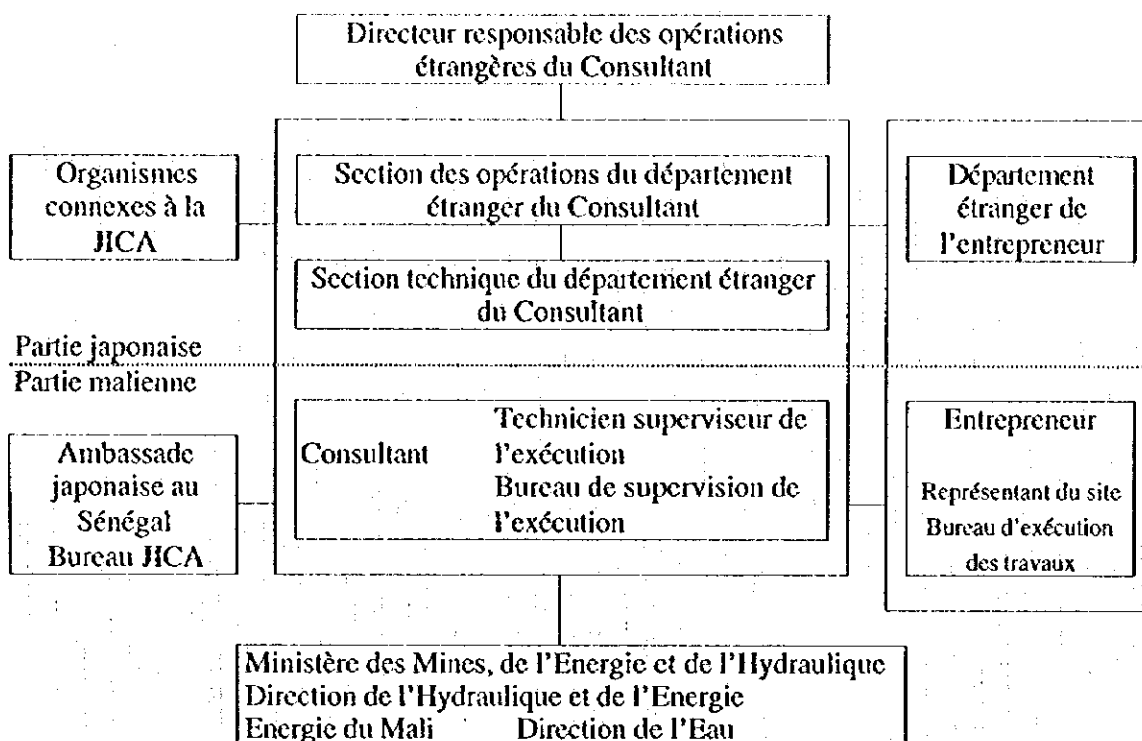 Directeur responsable des opérations
étrangères du Consultant
Organismes
connexes à la
JICA
Section des opérations du département
étranger du Consultant
Département
étranger de
l'entrepreneur
Section technique du département étranger
du Consultant
Partie japonaise
Partie malienne
Ambassade
japonaise au
Sénégal
Bureau JICA
Consultant
Technicien superviseur de
l'exécution
Bureau de supervision de
l'exécution
Entrepreneur
Représentant du site
Bureau d'exécution
des travaux
Ministère des Mines, de l'Energie et de l'Hydraulique
Direction de l'Hydraulique et de l'Energie
Energie du Mali Direction de l'Eau